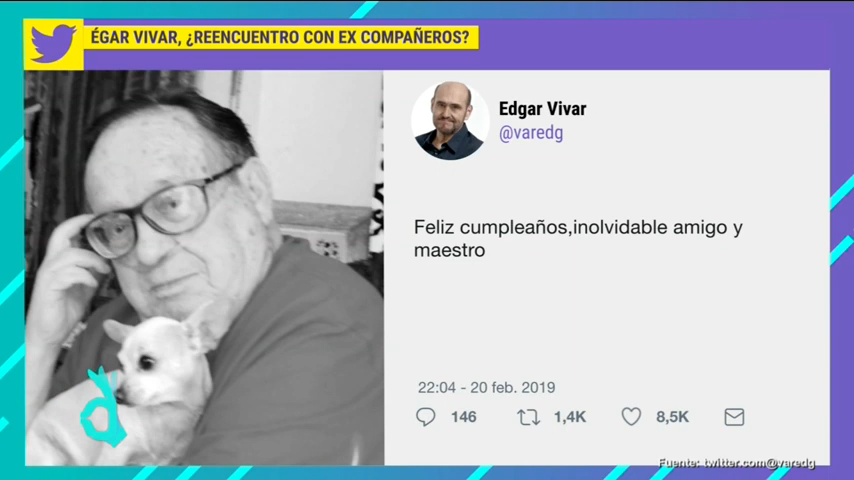 ÉGAR VIVAR, ¿REENCUENTRO CON EX COMPAÑEROS?
Edgar Vivar
@varedg
Feliz cumpleaños,inolvidable amigo y
maestro
22:04 - 20 feb. 2019
146 1,4K 8,5K
Fuente: twitter.com@varedg